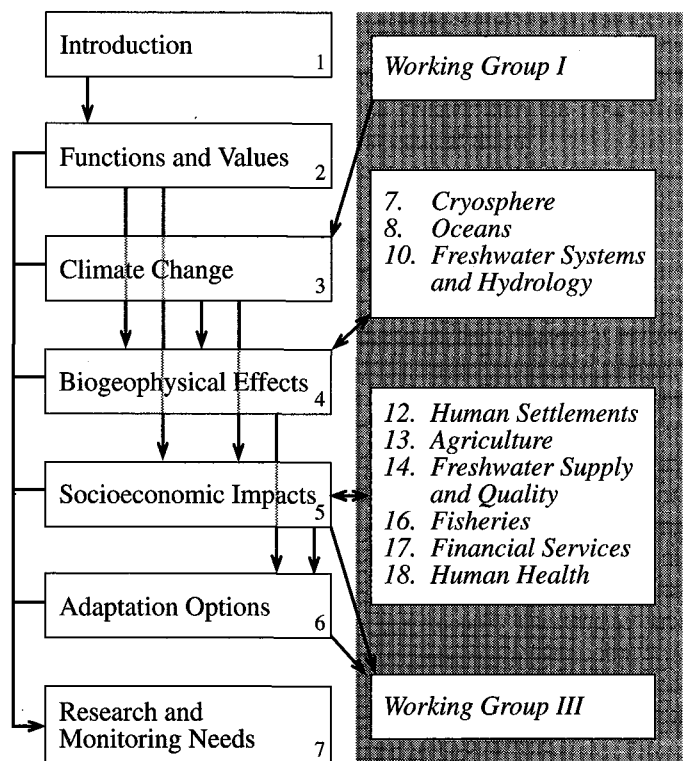 Introduction
1
Functions and Values
2
Climate Change
3
Biogeophysical Effects
4
Socioeconomic Impacts
5
Adaptation Options
6
Research and
Monitoring Needs
7
Working Group I
7. Cryosphere
8. Oceans
10. Freshwater Systems
and Hydrology
12. Human Settlements
13. Agriculture
14. Freshwater Supply
and Quality
16. Fisheries
17. Financial Services
18. Human Health
Working Group III